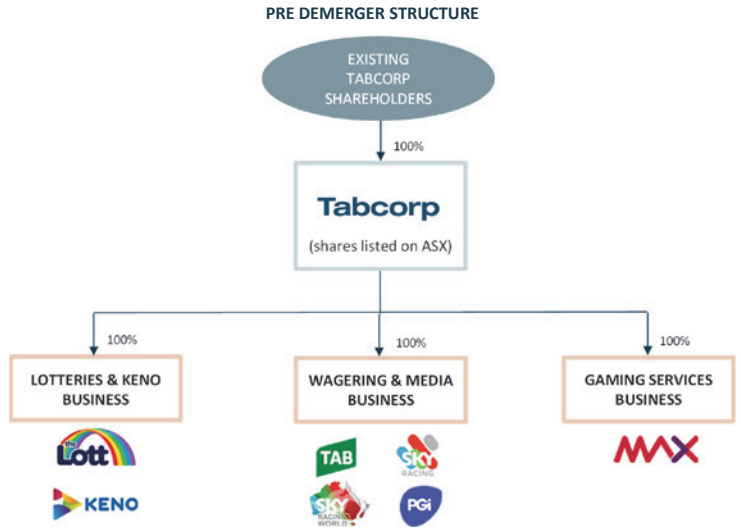 PRE DEMERGER STRUCTURE
EXISTING
TABCORP
SHAREHOLDERS
100%
Tabcorp
(shares listed on ASX)
100%
100%
100%
LOTTERIES & KENO
BUSINESS
WAGERING & MEDIA
BUSINESS
GAMING SERVICES
BUSINESS
the
Lott
KENO
TAB
SKY
RACING
SKY
RACING
WORLD
PGi
MAX